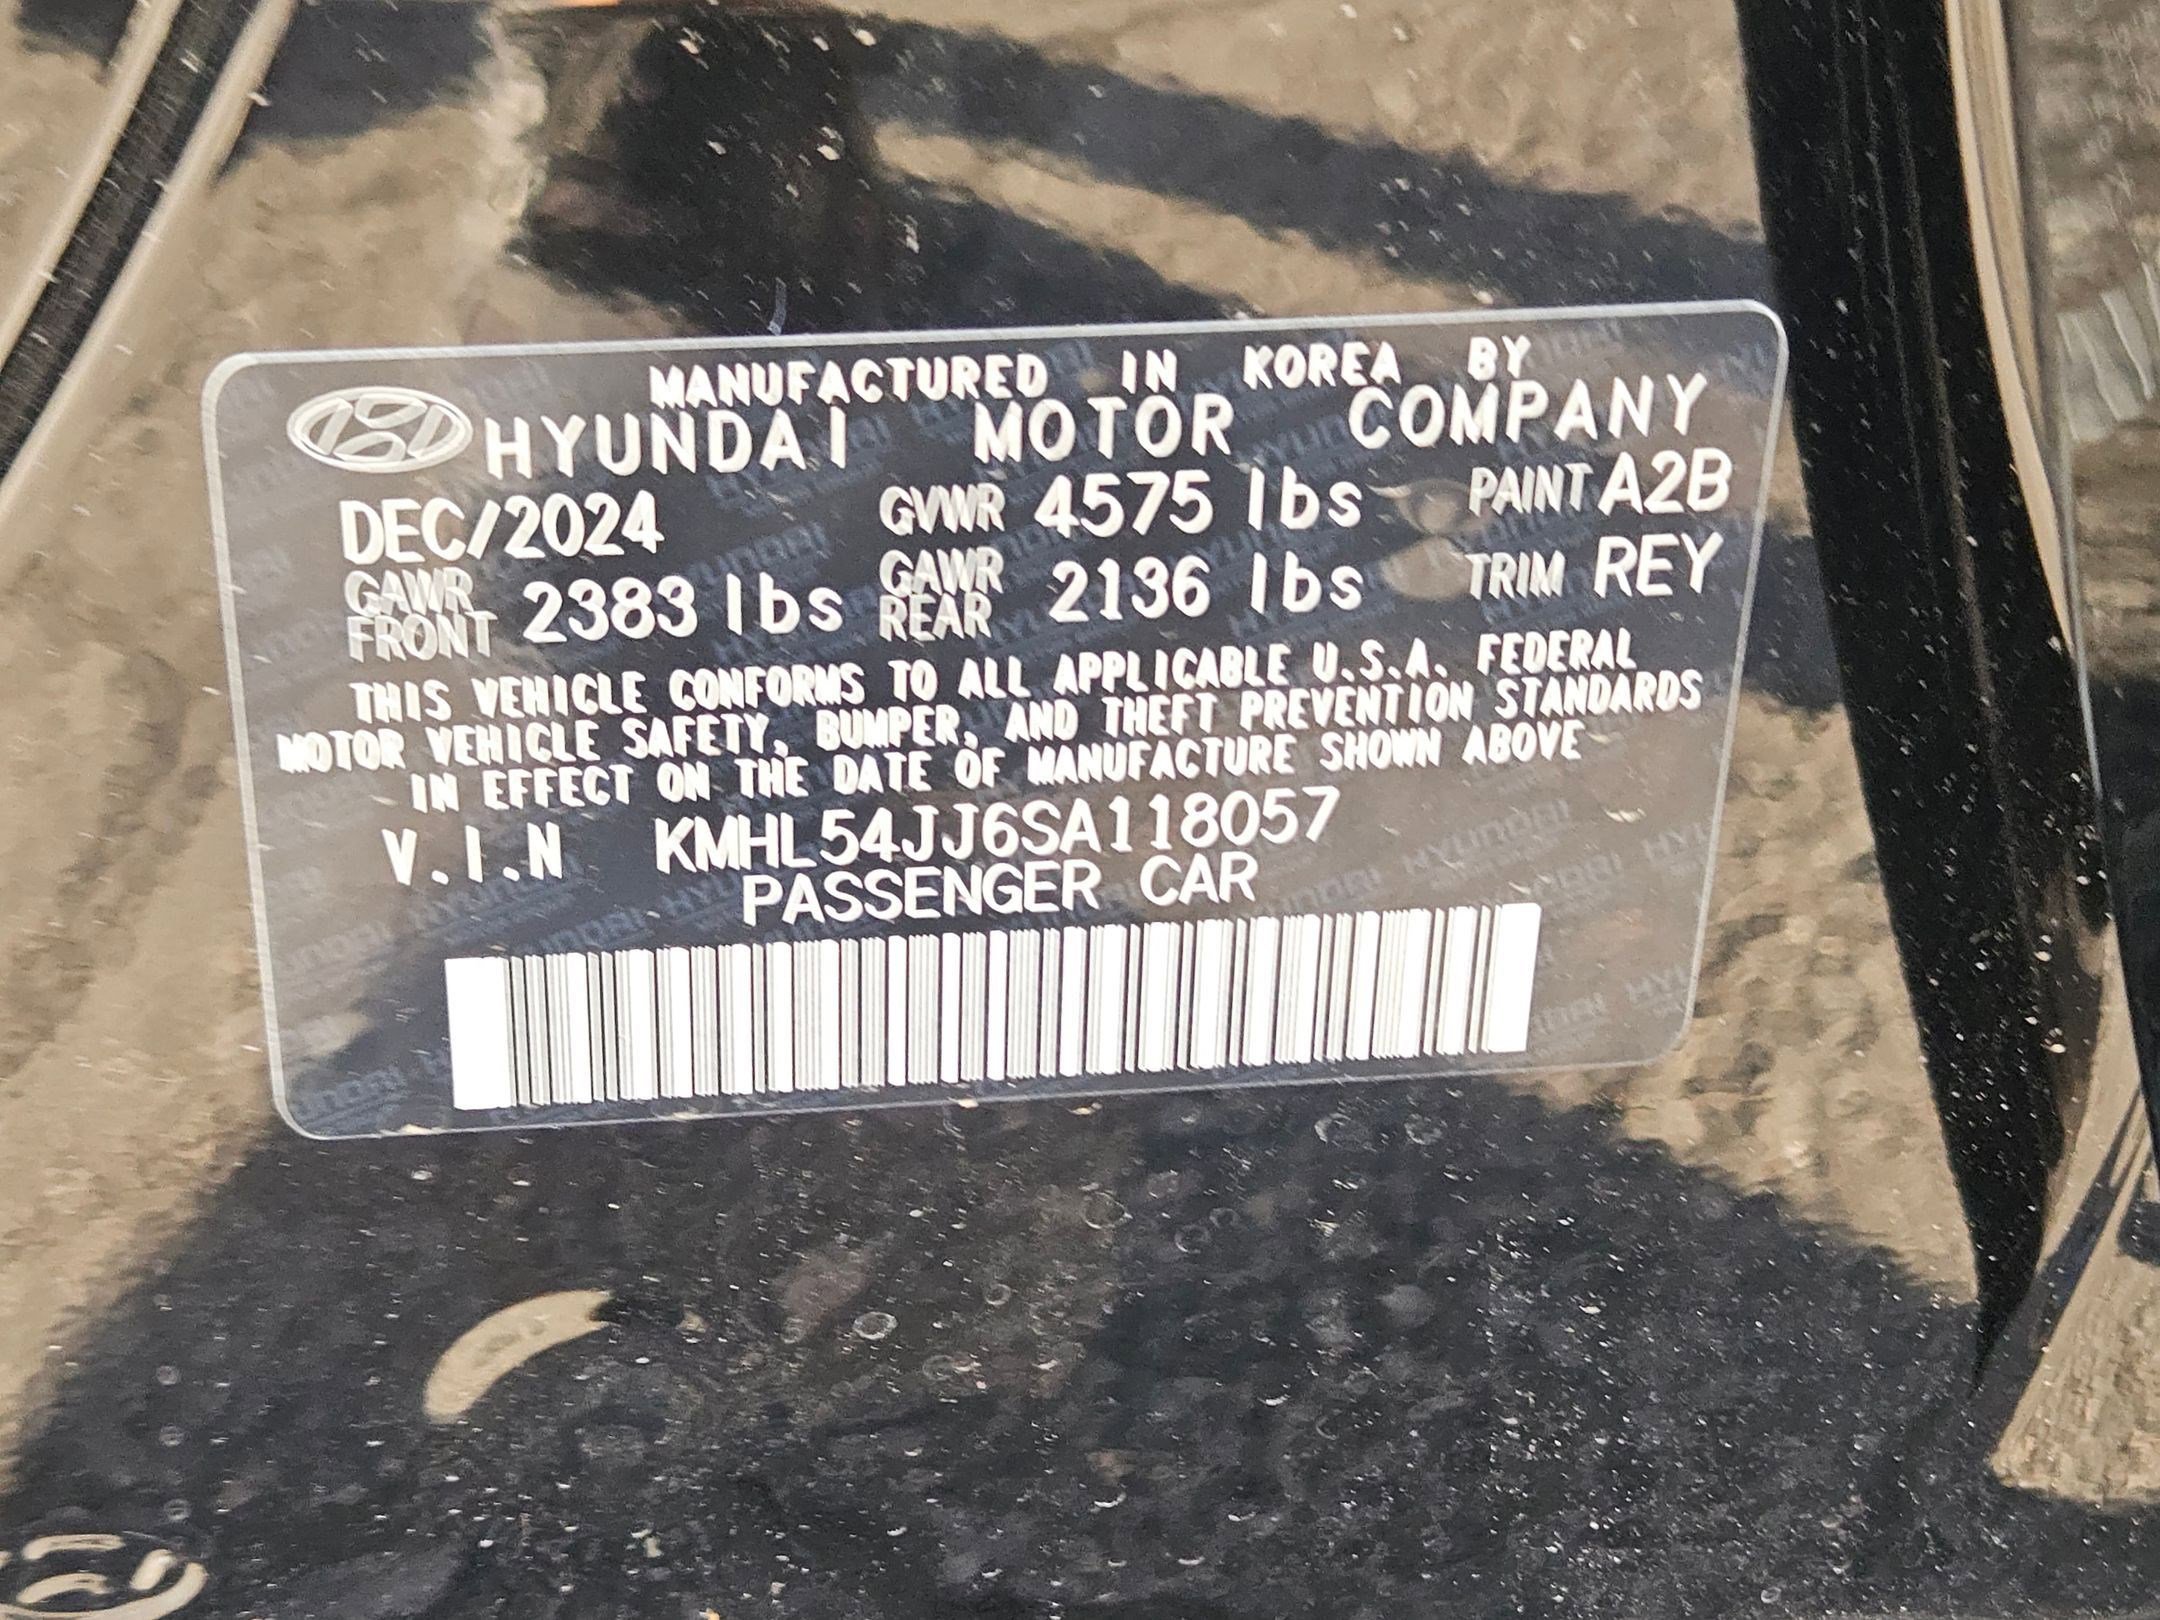 MANUFACTURED IN KOREA BY
HYUNDAI MOTOR COMPANY
DEC/2024 GVWR 4575 lbs PAINT A2B
GAWR FRONT 2383 lbs GAWR REAR 2136 lbs TRIM REY
THIS VEHICLE CONFORMS TO ALL APPLICABLE U.S.A. FEDERAL
MOTOR VEHICLE SAFETY, BUMPER, AND THEFT PREVENTION STANDARDS
IN EFFECT ON THE DATE OF MANUFACTURE SHOWN ABOVE
V.I.N KMHL54JJ6SA118057
PASSENGER CAR